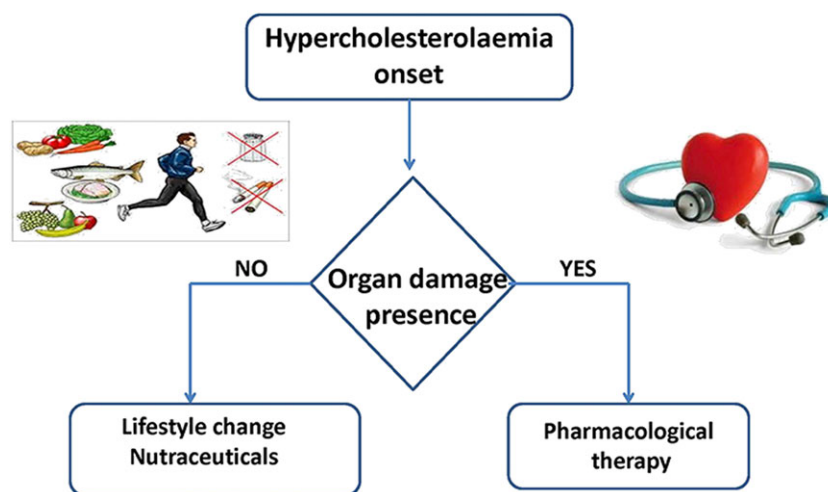 Hypercholesterolaemia
onset
NO
Organ damage
presence
YES
Lifestyle change
Nutraceuticals
Pharmacological
therapy